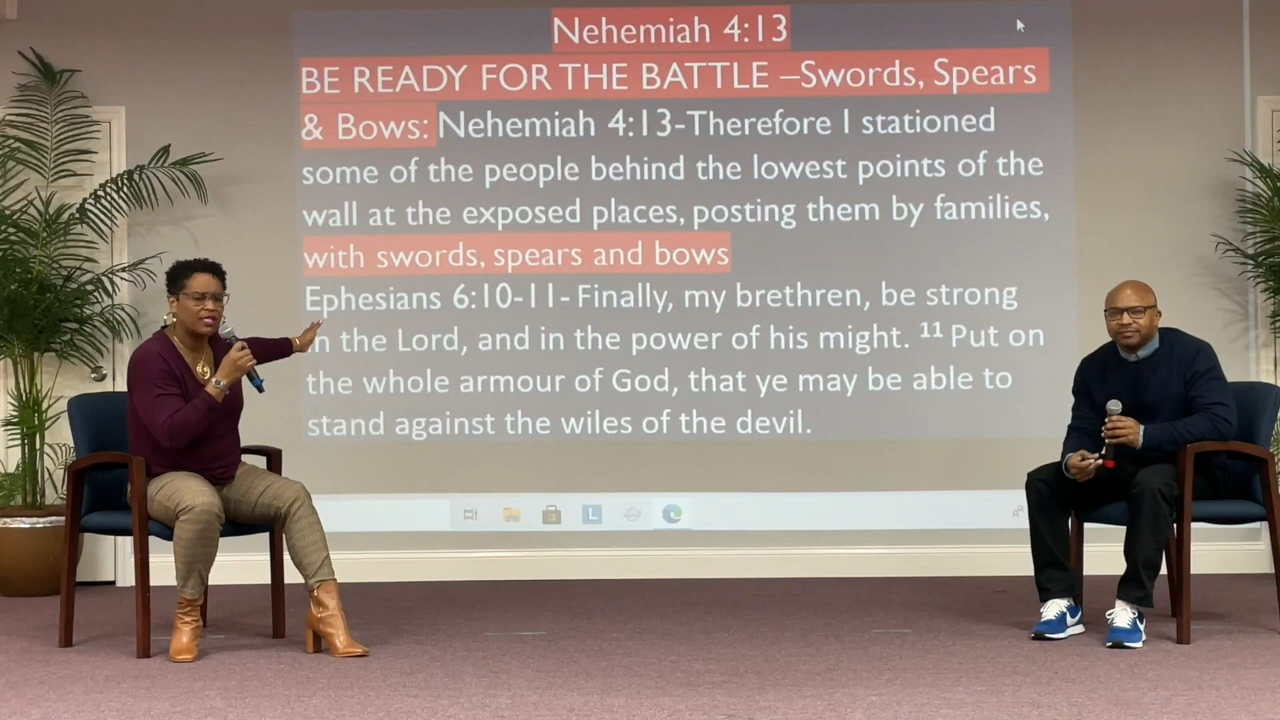 Nehemiah 4:13
BE READY FOR THE BATTLE –Swords, Spears
& Bows: Nehemiah 4:13-Therefore I stationed
some of the people behind the lowest points of the
wall at the exposed places, posting them by families,
with swords, spears and bows
Ephesians 6:10-11- Finally, my brethren, be strong
in the Lord, and in the power of his might. ¹¹ Put on
the whole armour of God, that ye may be able to
stand against the wiles of the devil.
L